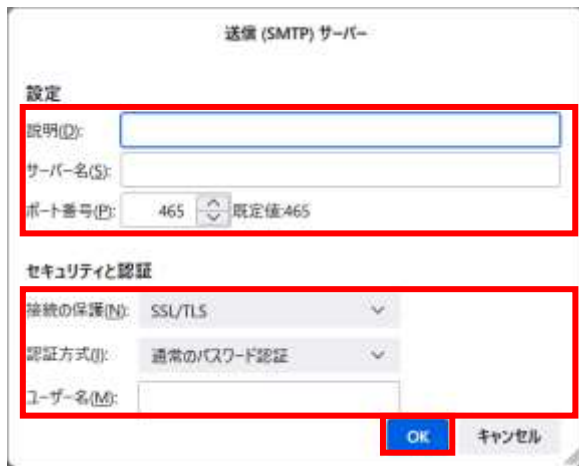 送信 (SMTP) サーバー
設定
説明(D):
サーバー名(S):
ポート番号(P): 465 既定値:465
セキュリティと認証
接続の保護(N): SSL/TLS
認証方式(I): 通常のパスワード認証
ユーザー名(M):
OK キャンセル